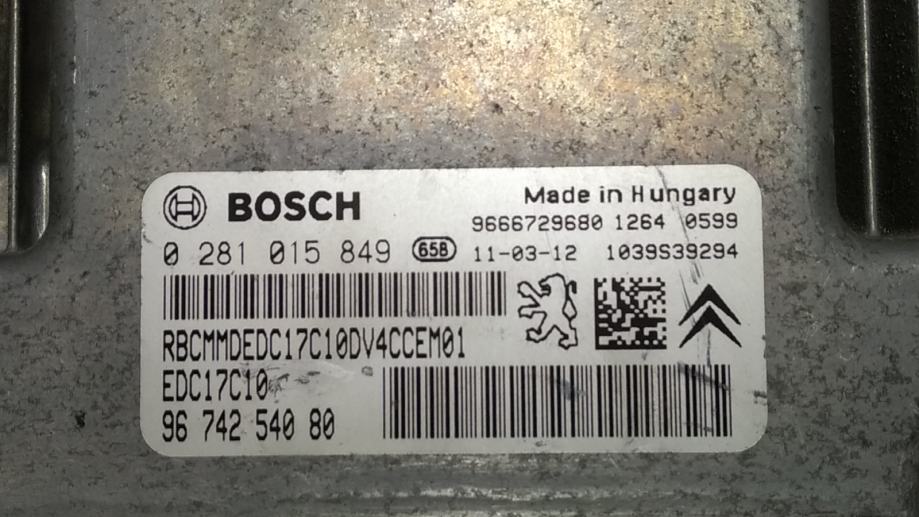 BOSCH
Made in Hungary
9666729680 1264 0599
0 281 015 849 658 11-03-12 1039S39294
RBCMMDEDC17C10DV4CCEM01
EDC17C10
96 742 540 80